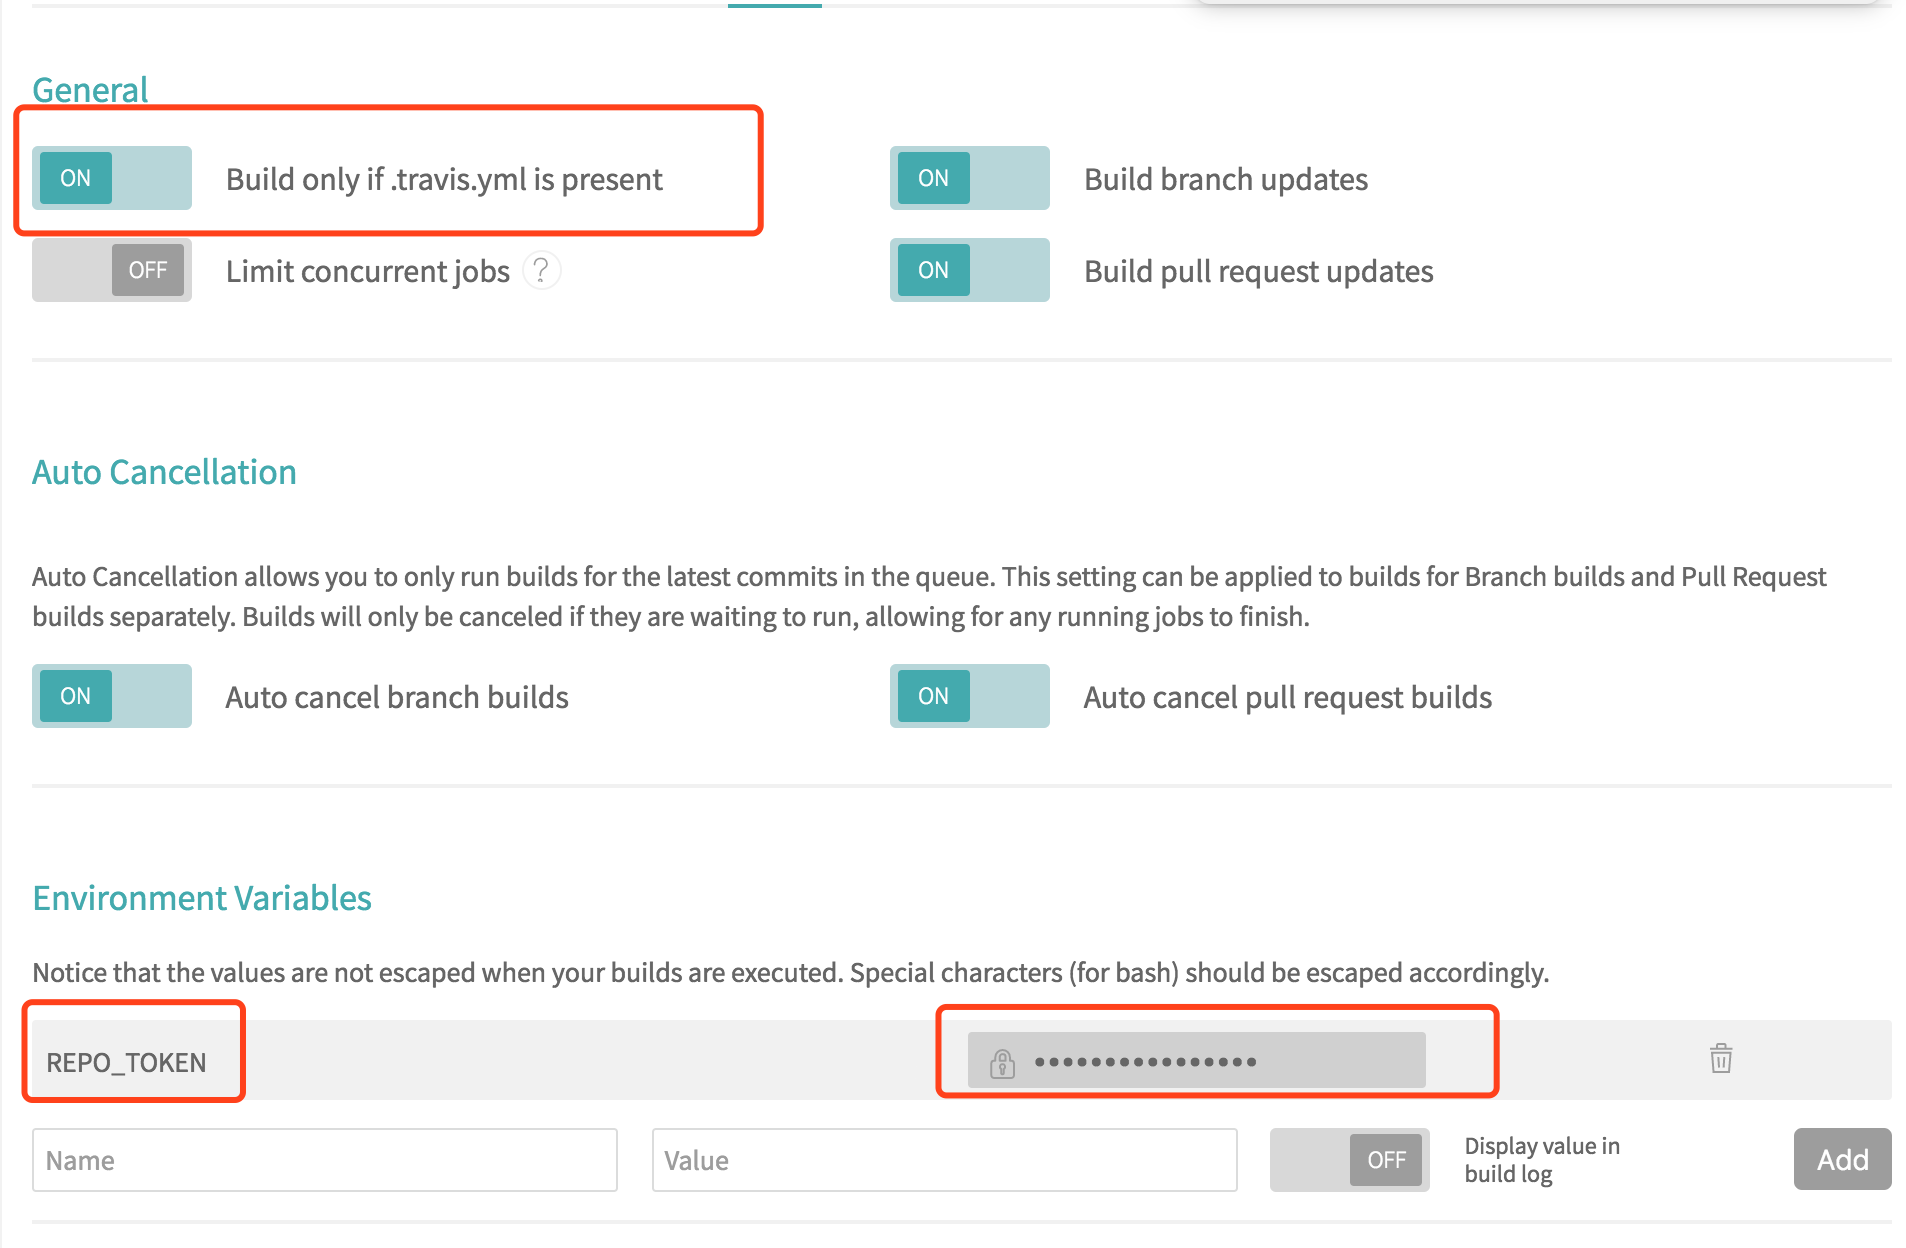 General
ON Build only if .travis.yml is present
ON Build branch updates
OFF Limit concurrent jobs ?
ON Build pull request updates
Auto Cancellation
Auto Cancellation allows you to only run builds for the latest commits in the queue. This setting can be applied to builds for Branch builds and Pull Request
builds separately. Builds will only be canceled if they are waiting to run, allowing for any running jobs to finish.
ON Auto cancel branch builds
ON Auto cancel pull request builds
Environment Variables
Notice that the values are not escaped when your builds are executed. Special characters (for bash) should be escaped accordingly.
REPO_TOKEN ••••••••••••••••
Name
Value
OFF
Display value in
build log
Add